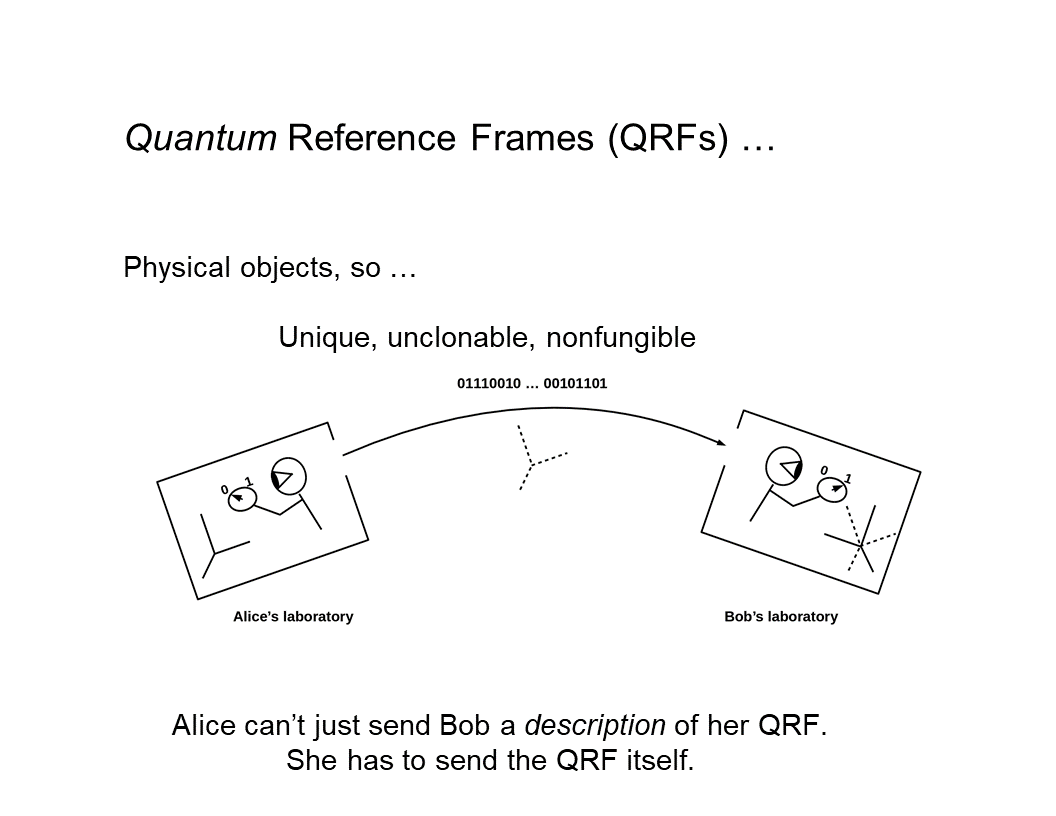 Quantum Reference Frames (QRFs) …
Physical objects, so …
Unique, unclonable, nonfungible
01110010 … 00101101
0 1
0 1
Alice’s laboratory
Bob’s laboratory
Alice can’t just send Bob a description of her QRF.
She has to send the QRF itself.